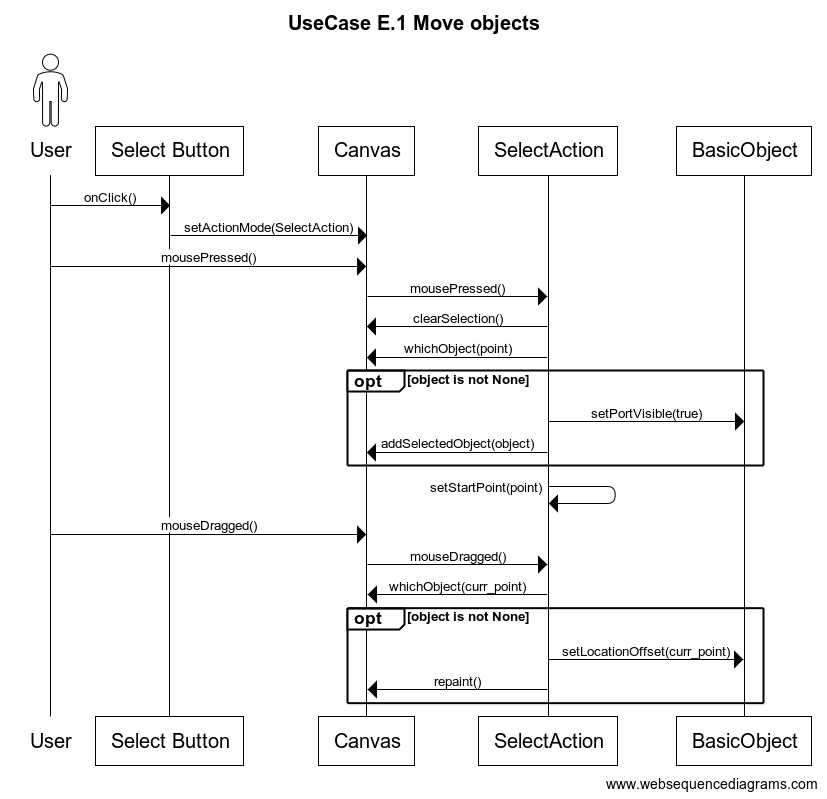 UseCase E.1 Move objects
User
Select Button
Canvas
SelectAction
BasicObject
onClick()
setActionMode(SelectAction)
mousePressed()
mousePressed()
clearSelection()
whichObject(point)
opt [object is not None]
setPortVisible(true)
addSelectedObject(object)
setStartPoint(point)
mouseDragged()
mouseDragged()
whichObject(curr_point)
opt [object is not None]
setLocationOffset(curr_point)
repaint()
User
Select Button
Canvas
SelectAction
BasicObject
www.websequencediagrams.com